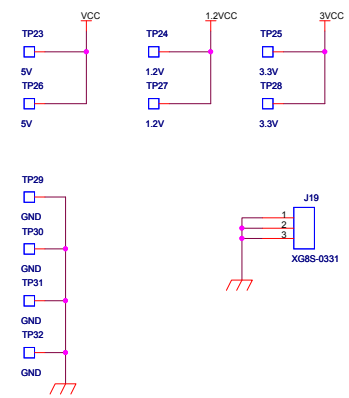 VCC
1.2VCC
3VCC
TP23
TP24
TP25
5V
1.2V
3.3V
TP26
TP27
TP28
5V
1.2V
3.3V
TP29
GND
TP30
GND
TP31
GND
TP32
GND
J19
1
2
3
XG8S-0331